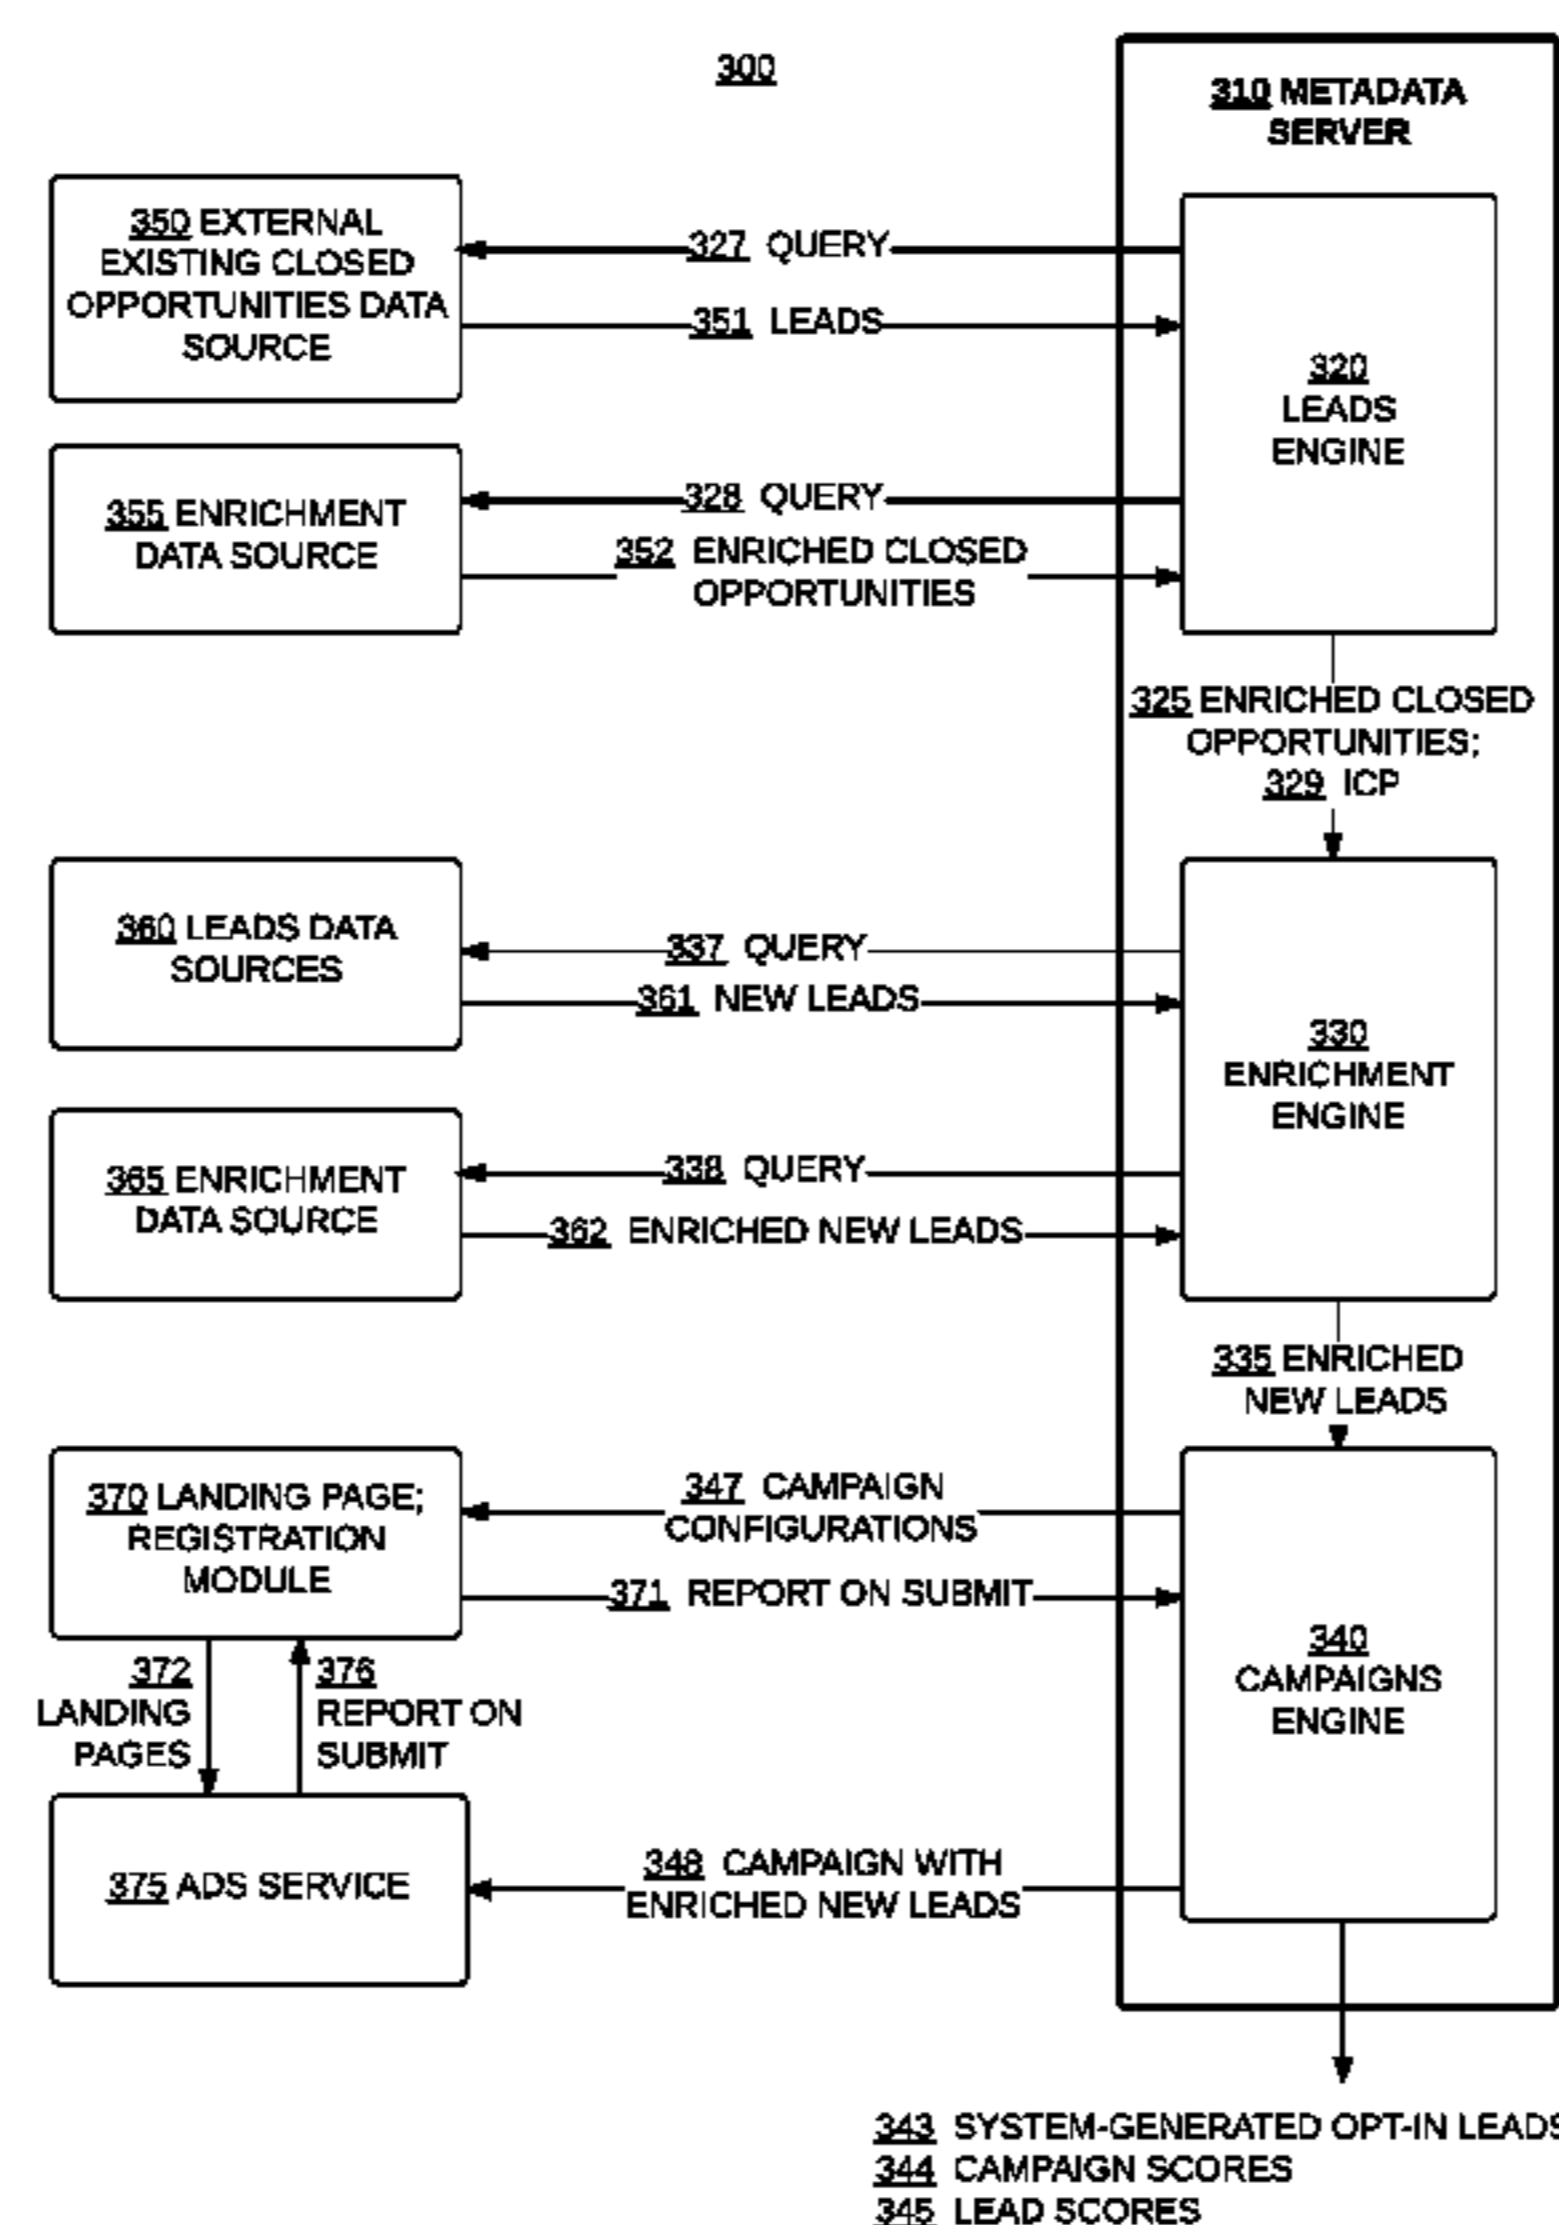 300
310 METADATA
SERVER
350 EXTERNAL
EXISTING CLOSED
OPPORTUNITIES DATA
SOURCE
327 QUERY
351 LEADS
320
LEADS
ENGINE
355 ENRICHMENT
DATA SOURCE
328 QUERY
352 ENRICHED CLOSED
OPPORTUNITIES
325 ENRICHED CLOSED
OPPORTUNITIES;
329 ICP
360 LEADS DATA
SOURCES
337 QUERY
361 NEW LEADS
330
ENRICHMENT
ENGINE
365 ENRICHMENT
DATA SOURCE
338 QUERY
362 ENRICHED NEW LEADS
335 ENRICHED
NEW LEADS
370 LANDING PAGE;
REGISTRATION
MODULE
347 CAMPAIGN
CONFIGURATIONS
371 REPORT ON SUBMIT
340
CAMPAIGNS
ENGINE
372
LANDING
PAGES
376
REPORT ON
SUBMIT
375 ADS SERVICE
348 CAMPAIGN WITH
ENRICHED NEW LEADS
343 SYSTEM-GENERATED OPT-IN LEADS
344 CAMPAIGN SCORES
345 LEAD SCORES